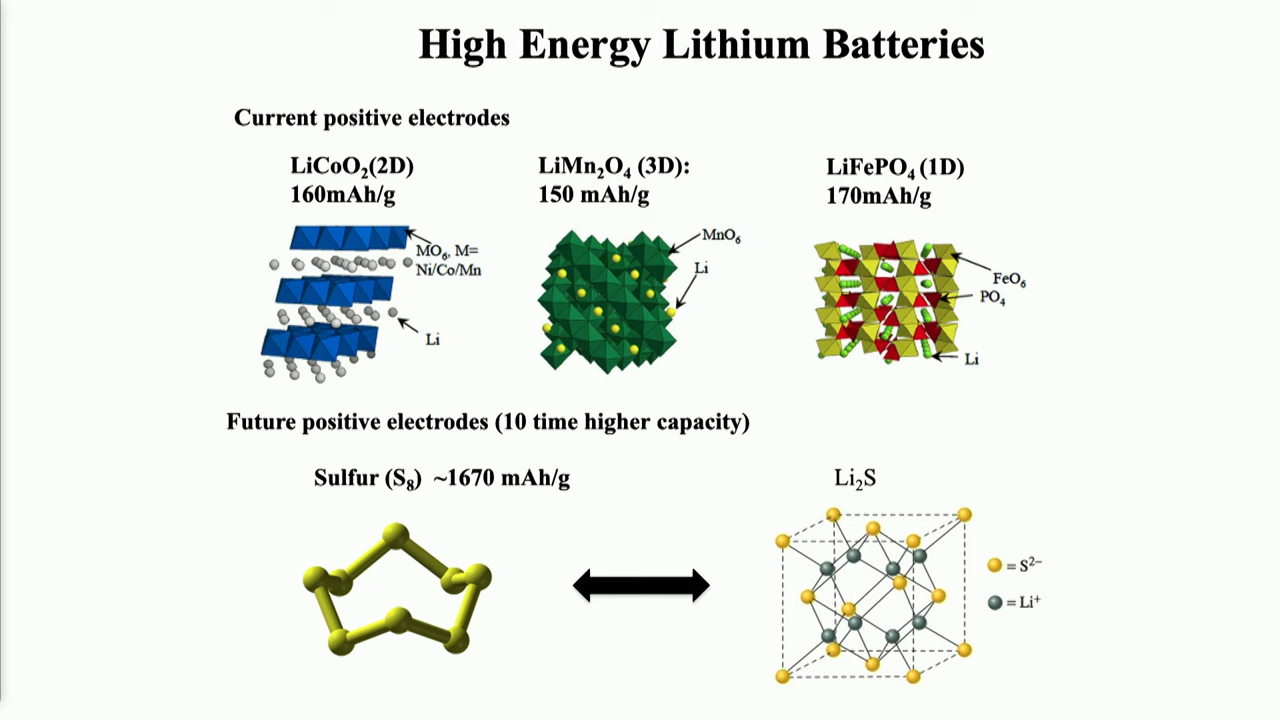 High Energy Lithium Batteries
Current positive electrodes
LiCoO₂(2D)
160mAh/g
LiMn₂O₄ (3D):
150 mAh/g
LiFePO₄ (1D)
170mAh/g
MO₆, M=
Ni/Co/Mn
Li
MnO₆
Li
FeO₆
PO₄
Li
Future positive electrodes (10 time higher capacity)
Sulfur (S₈) ~1670 mAh/g
Li₂S
= S²⁻
= Li⁺